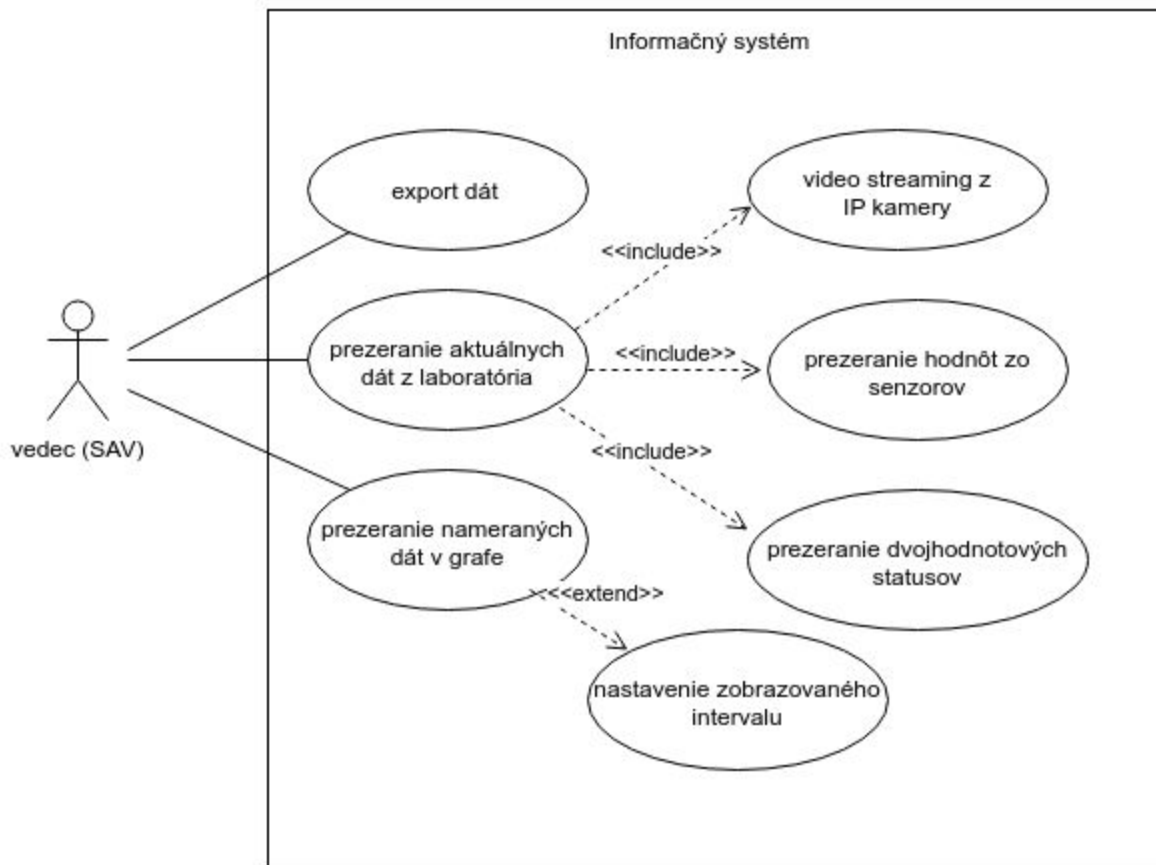 Informačný systém
export dát
video streaming z
IP kamery
<<include>>
prezeranie aktuálnych
dát z laboratória
<<include>>
prezeranie hodnôt zo
senzorov
vedec (SAV)
<<include>>
prezeranie nameraných
dát v grafe
prezeranie dvojhodnotových
statusov
<<extend>>
nastavenie zobrazovaného
intervalu